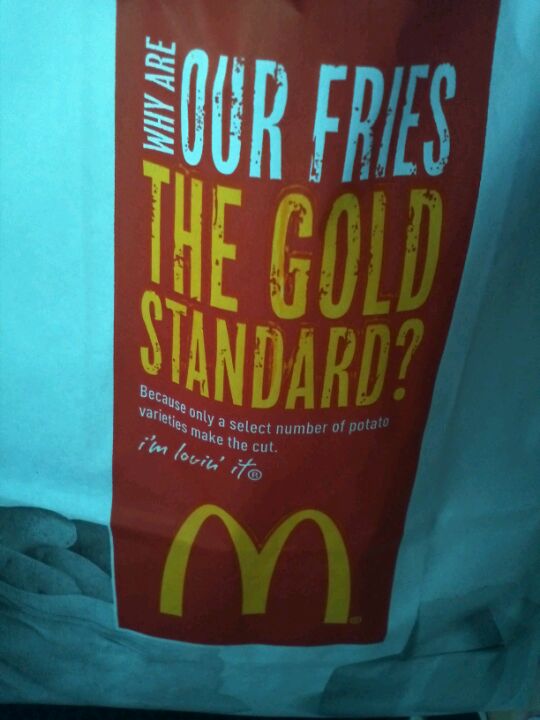 WHY ARE
OUR FRIES
THE GOLD
STANDARD?
Because only a select number of potato
varieties make the cut.
i'm lovin' it®
M